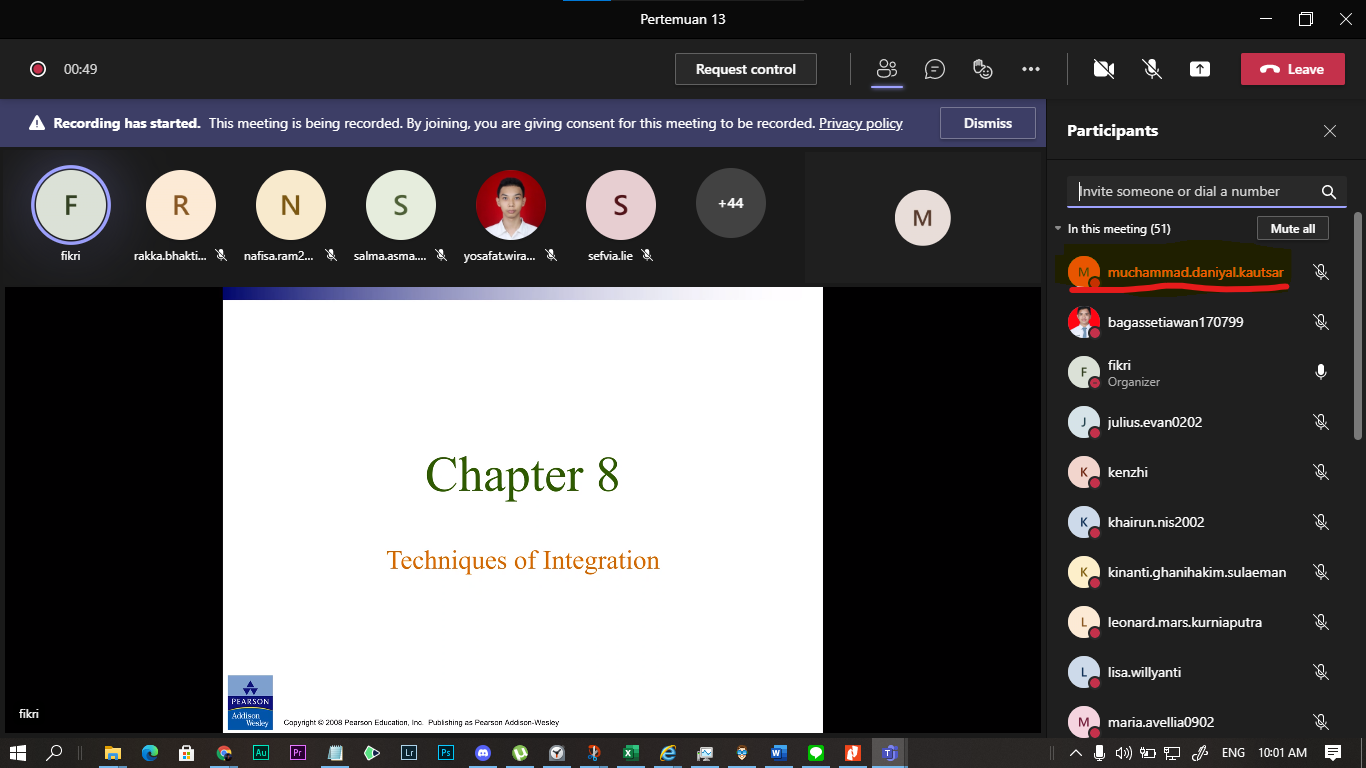 Pertemuan 13
00:49
Request control
Leave
Recording has started. This meeting is being recorded. By joining, you are giving consent for this meeting to be recorded. Privacy policy
Dismiss
F
R
N
S
S
+44
M
fikri
rakka.bhakti...
nafisa.ram2...
salma.asma....
yosafat.wira...
sefvia.lie
Chapter 8
Techniques of Integration
PEARSON
Addison
Wesley
Copyright © 2008 Pearson Education, Inc. Publishing as Pearson Addison-Wesley
fikri
Participants
Invite someone or dial a number
In this meeting (51)
Mute all
M
muchammad.daniyal.kautsar
bagassetiawan170799
F
fikri
Organizer
J
julius.evan0202
K
kenzhi
K
khairun.nis2002
K
kinanti.ghanihakim.sulaeman
L
leonard.mars.kurniaputra
L
lisa.willyanti
M
maria.avellia0902
Au
Pr
Lr
Ps
ENG
10:01 AM